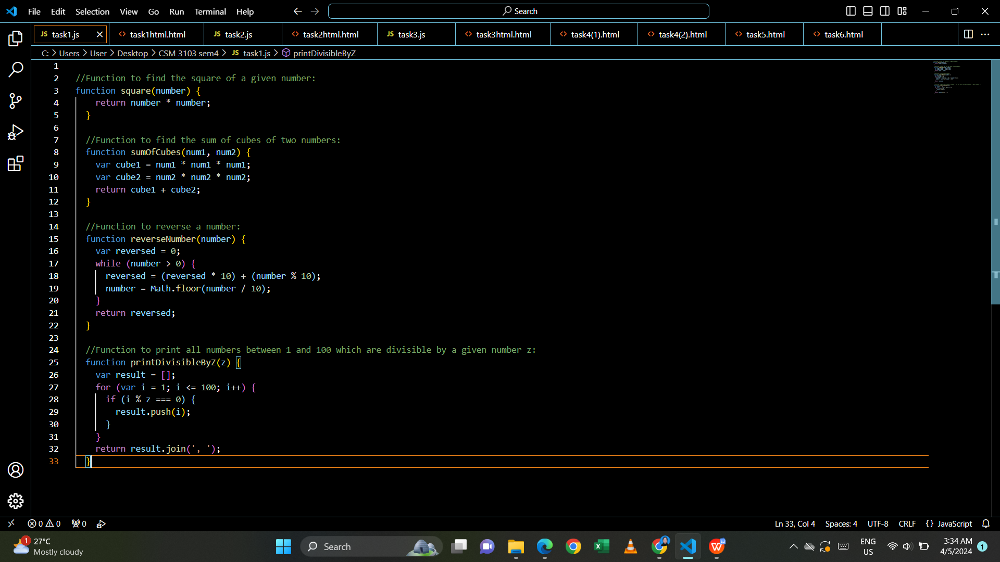 File Edit Selection View Go Run Terminal Help Search
JS task1.js task1html.html JS task2.js task2html.html JS task3.js task3html.html task4(1).html task4(2).html task5.html task6.html
C: > Users > User > Desktop > CSM 3103 sem4 > JS task1.js > printDivisibleByZ
1
2 //Function to find the square of a given number:
3 function square(number) {
4 return number * number;
5 }
6
7 //Function to find the sum of cubes of two numbers:
8 function sumOfCubes(num1, num2) {
9 var cube1 = num1 * num1 * num1;
10 var cube2 = num2 * num2 * num2;
11 return cube1 + cube2;
12 }
13
14 //Function to reverse a number:
15 function reverseNumber(number) {
16 var reversed = 0;
17 while (number > 0) {
18 reversed = (reversed * 10) + (number % 10);
19 number = Math.floor(number / 10);
20 }
21 return reversed;
22 }
23
24 //Function to print all numbers between 1 and 100 which are divisible by a given number z:
25 function printDivisibleByZ(z) {
26 var result = [];
27 for (var i = 1; i <= 100; i++) {
28 if (i % z === 0) {
29 result.push(i);
30 }
31 }
32 return result.join(', ');
33 }
0 0 0 Ln 33, Col 4 Spaces: 4 UTF-8 CRLF {} JavaScript
1 27°C
Mostly cloudy
Search
ENG
US
3:34 AM
4/5/2024
1